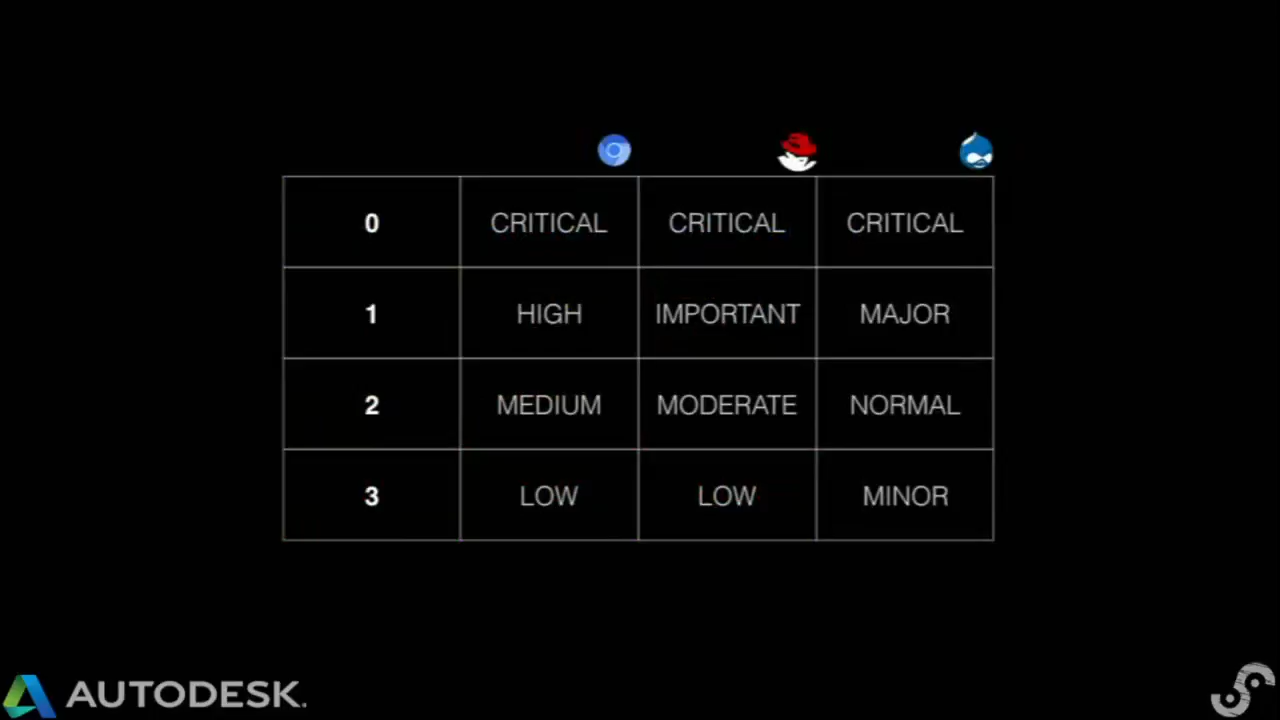 0 CRITICAL CRITICAL CRITICAL
1 HIGH IMPORTANT MAJOR
2 MEDIUM MODERATE NORMAL
3 LOW LOW MINOR
AUTODESK.